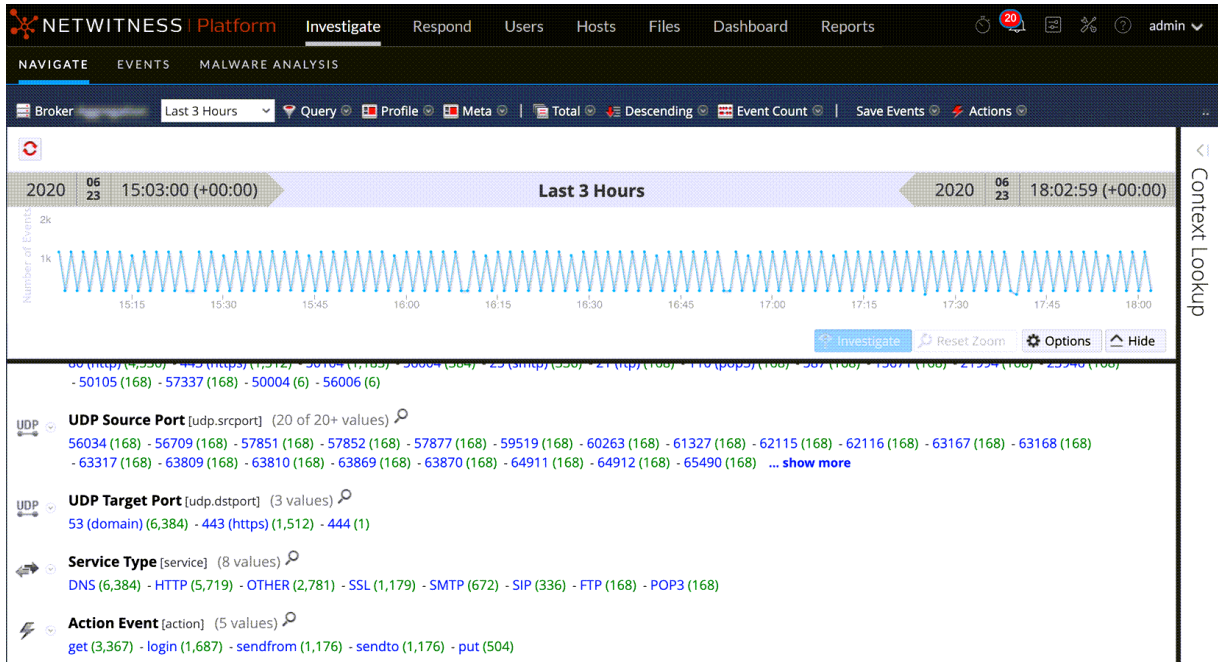 NETWITNESS | Platform Investigate Respond Users Hosts Files Dashboard Reports 20 admin
NAVIGATE EVENTS MALWARE ANALYSIS
Broker Last 3 Hours Query Profile Meta | Total Descending Event Count | Save Events Actions
2020 06 23 15:03:00 (+00:00) Last 3 Hours 2020 06 23 18:02:59 (+00:00)
Context Lookup
Number of Events
2k
1k
15:15 15:30 15:45 16:00 16:15 16:30 16:45 17:00 17:15 17:30 17:45 18:00
Investigate Reset Zoom Options Hide
- 50105 (168) - 57337 (168) - 50004 (6) - 56006 (6)
UDP UDP Source Port [udp.srcport] (20 of 20+ values)
56034 (168) - 56709 (168) - 57851 (168) - 57852 (168) - 57877 (168) - 59519 (168) - 60263 (168) - 61327 (168) - 62115 (168) - 62116 (168) - 63167 (168) - 63168 (168)
- 63317 (168) - 63809 (168) - 63810 (168) - 63869 (168) - 63870 (168) - 64911 (168) - 64912 (168) - 65490 (168) ... show more
UDP UDP Target Port [udp.dstport] (3 values)
53 (domain) (6,384) - 443 (https) (1,512) - 444 (1)
Service Type [service] (8 values)
DNS (6,384) - HTTP (5,719) - OTHER (2,781) - SSL (1,179) - SMTP (672) - SIP (336) - FTP (168) - POP3 (168)
Action Event [action] (5 values)
get (3,367) - login (1,687) - sendfrom (1,176) - sendto (1,176) - put (504)